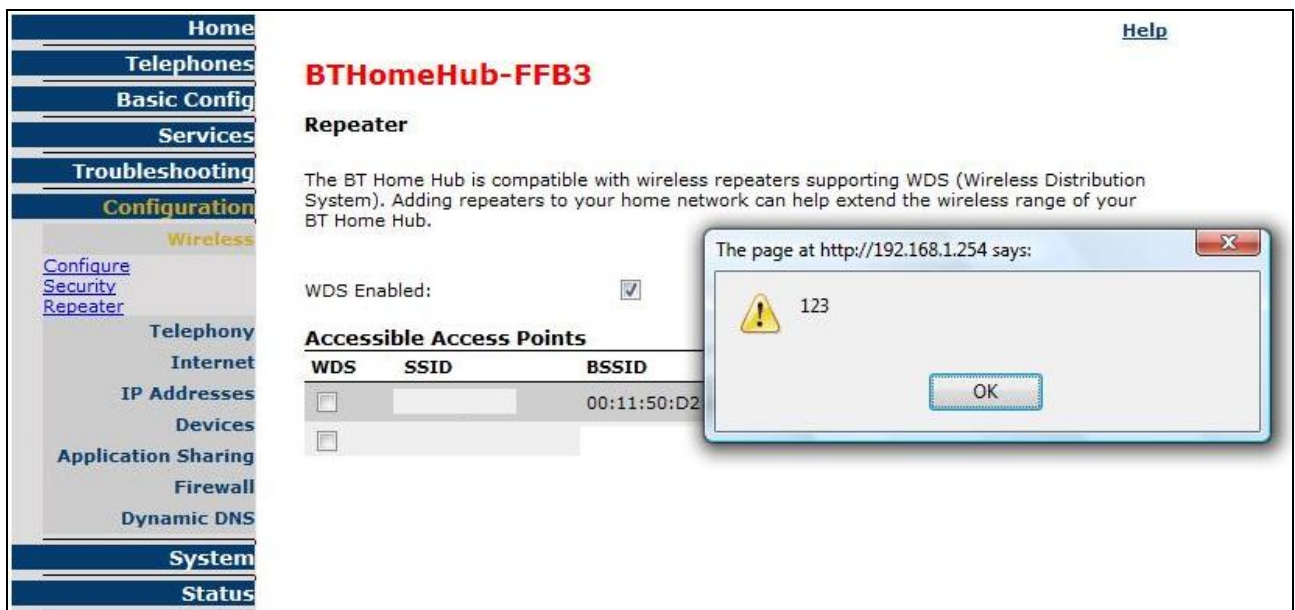 Home
Telephones
Basic Config
Services
Troubleshooting
Configuration
Wireless
Configure
Security
Repeater
Telephony
Internet
IP Addresses
Devices
Application Sharing
Firewall
Dynamic DNS
System
Status
Help
BTHomeHub-FFB3
Repeater
The BT Home Hub is compatible with wireless repeaters supporting WDS (Wireless Distribution
System). Adding repeaters to your home network can help extend the wireless range of your
BT Home Hub.
WDS Enabled:
Accessible Access Points
WDS SSID BSSID
00:11:50:D2
The page at http://192.168.1.254 says:
123
OK